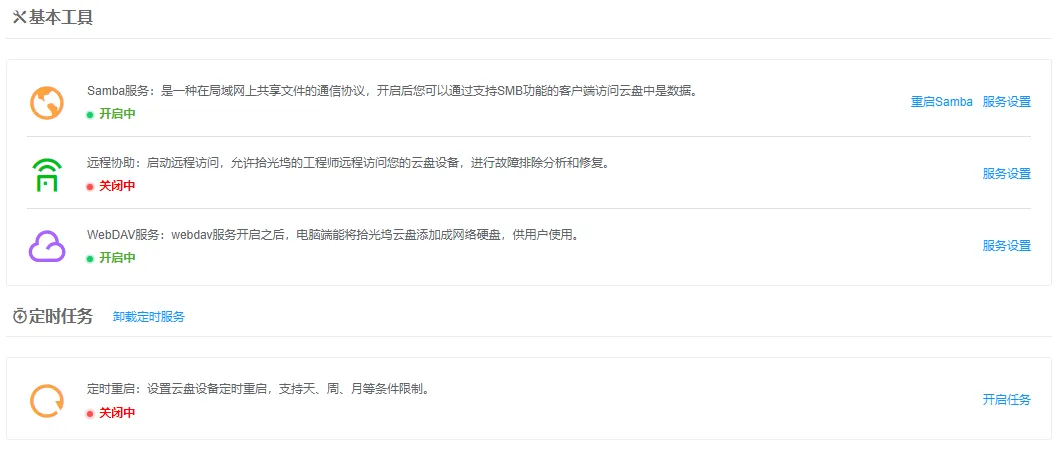 基本工具
Samba服务：是一种在局域网上共享文件的通信协议，开启后您可以通过支持SMB功能的客户端访问云盘中是数据。
开启中
重启Samba 服务设置
远程协助：启动远程访问，允许拾光坞的工程师远程访问您的云盘设备，进行故障排除分析和修复。
关闭中
服务设置
WebDAV服务：webdav服务开启之后，电脑端能将拾光坞云盘添加成网络硬盘，供用户使用。
开启中
服务设置
定时任务 卸载定时服务
定时重启：设置云盘设备定时重启，支持天、周、月等条件限制。
关闭中
开启任务